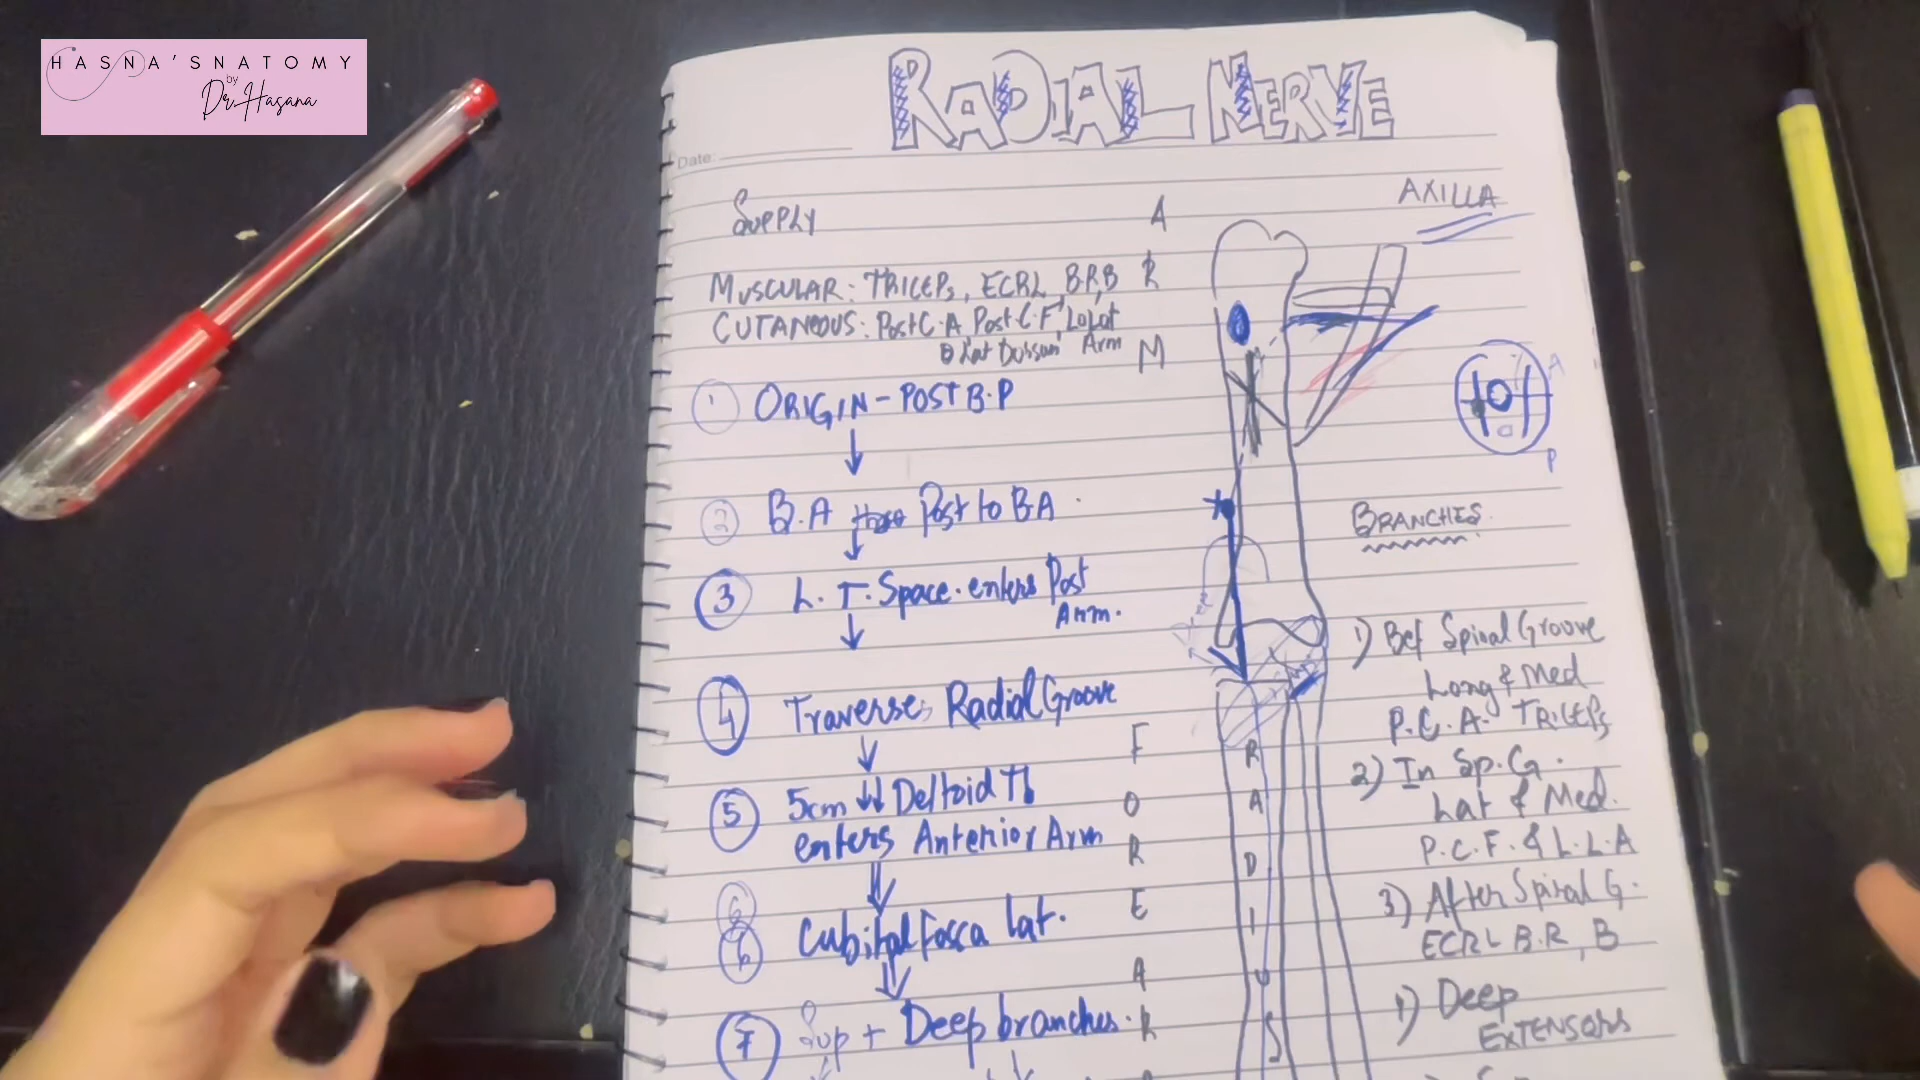 HASNA'SNATOMY
by
Dr.Hasana
RADIAL NERVE
Date:
SUPPLY
MUSCULAR: TRICEPs, ECRL, B.R, B
CUTANEOUS: Post C.A, Post C.F, Lo Lat
Lat Dorsum Arm
A
R
M
AXILLA
1 ORIGIN - POST B.P
2 B.A Post to B.A
3 L.T. Space. enters Post
Arm.
4 Traverses Radial Groove
5 5cm ↓↓ Deltoid
enters Anterior Arm
6 Cubital Fossa Lat.
7 Sup + Deep branches.
F
O
R
E
A
R
R
A
D
I
U
S
A
P
BRANCHES
1) Bef Spiral Groove
Long & Med
P.C.A. TRICEPs
2) In Sp.G.
Lat & Med.
P.C.F. & L.L.A
3) After Spiral G.
ECRL B.R, B
1) Deep
EXTENSORS